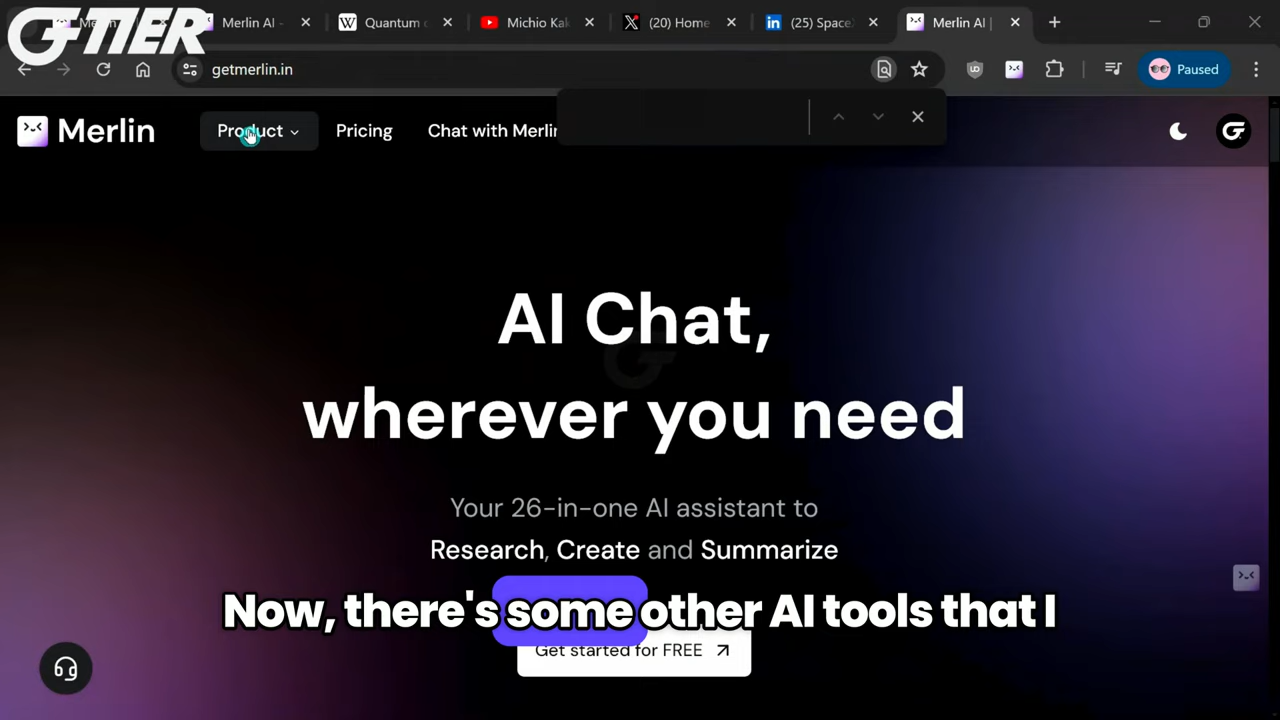 GTIER
Merlin AI -
Quantum
Michio Kak
(20) Home
(25) Space
Merlin AI |
getmerlin.in
Paused
Merlin
Product
Pricing
Chat with Merlin
AI Chat,
wherever you need
Your 26-in-one AI assistant to
Research, Create and Summarize
Now, there's some other AI tools that I
Get started for FREE